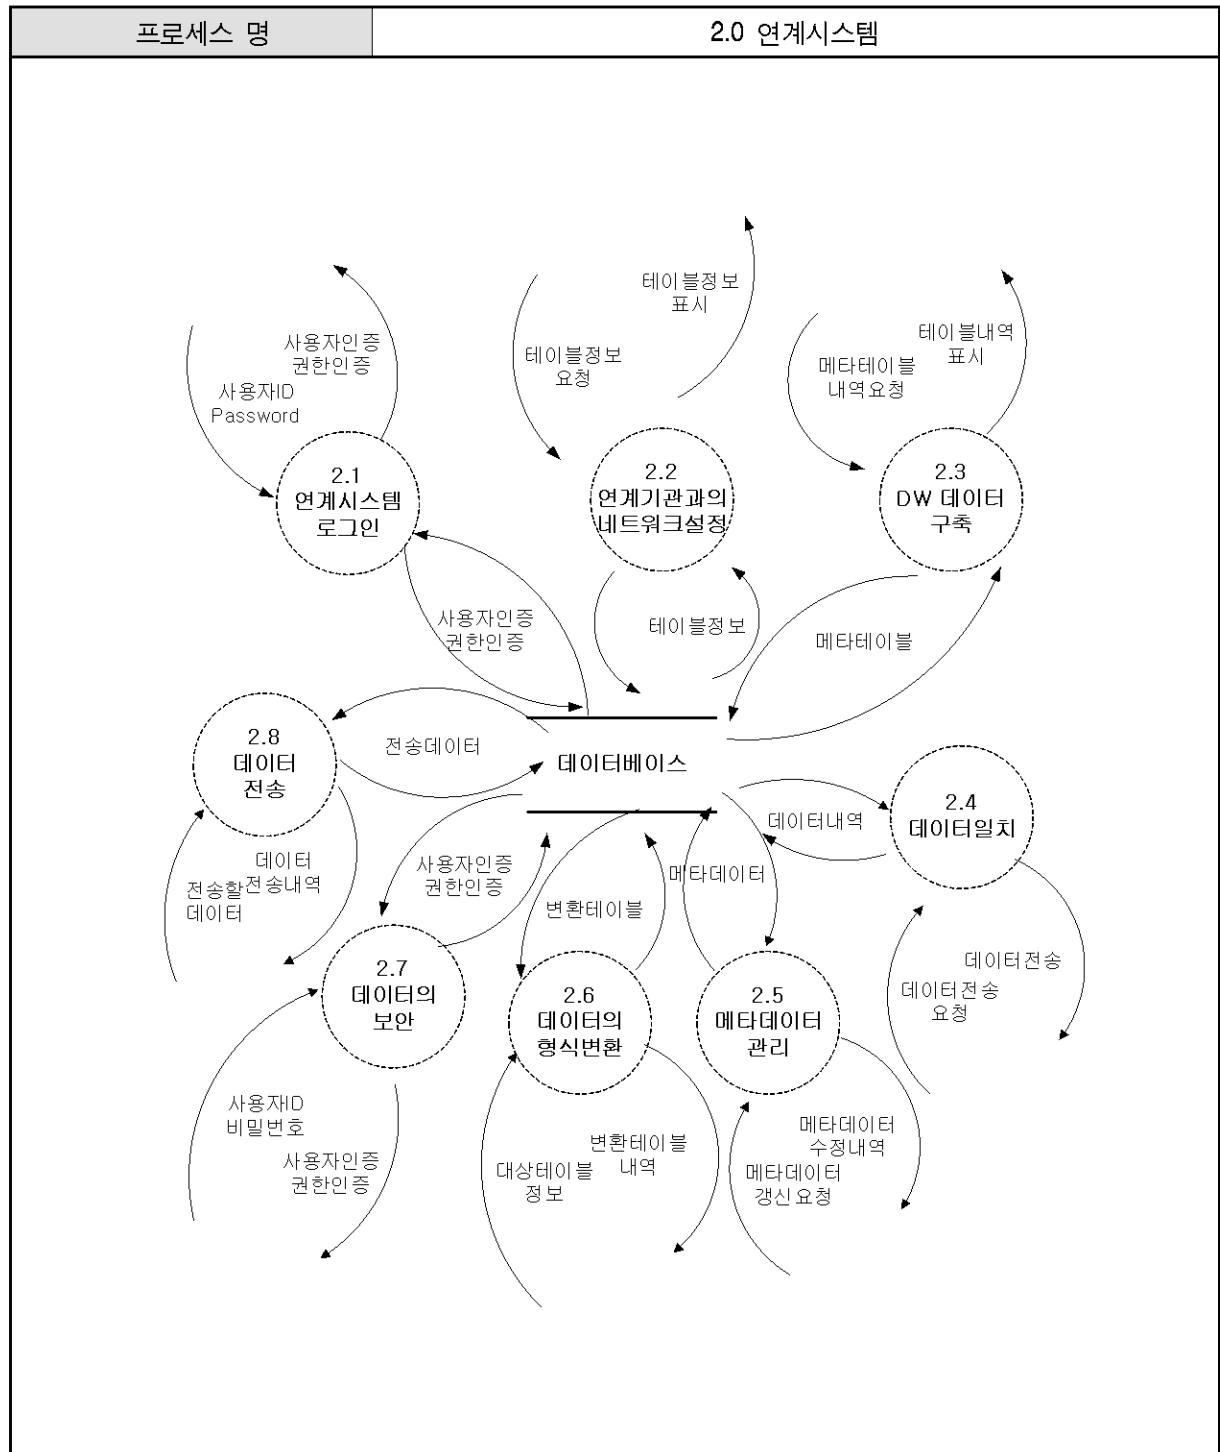 프로세스 명
2.0 연계시스템
테이블정보
표시
사용자인증
권한인증
테이블정보
요청
테이블내역
표시
메타테이블
내역요청
사용자ID
Password
2.1
연계시스템
로그인
2.2
연계기관과의
네트워크설정
2.3
DW 데이터
구축
사용자인증
권한인증
테이블정보
메타테이블
2.8
데이터
전송
전송데이터
데이터베이스
2.4
데이터일치
데이터내역
데이터
전송내역
전송할
데이터
사용자인증
권한인증
변환테이블
메타데이터
2.7
데이터의
보안
2.6
데이터의
형식변환
2.5
메타데이터
관리
데이터전송
데이터전송
요청
사용자ID
비밀번호
사용자인증
권한인증
대상테이블
정보
변환테이블
내역
메타데이터
수정내역
메타데이터
갱신요청